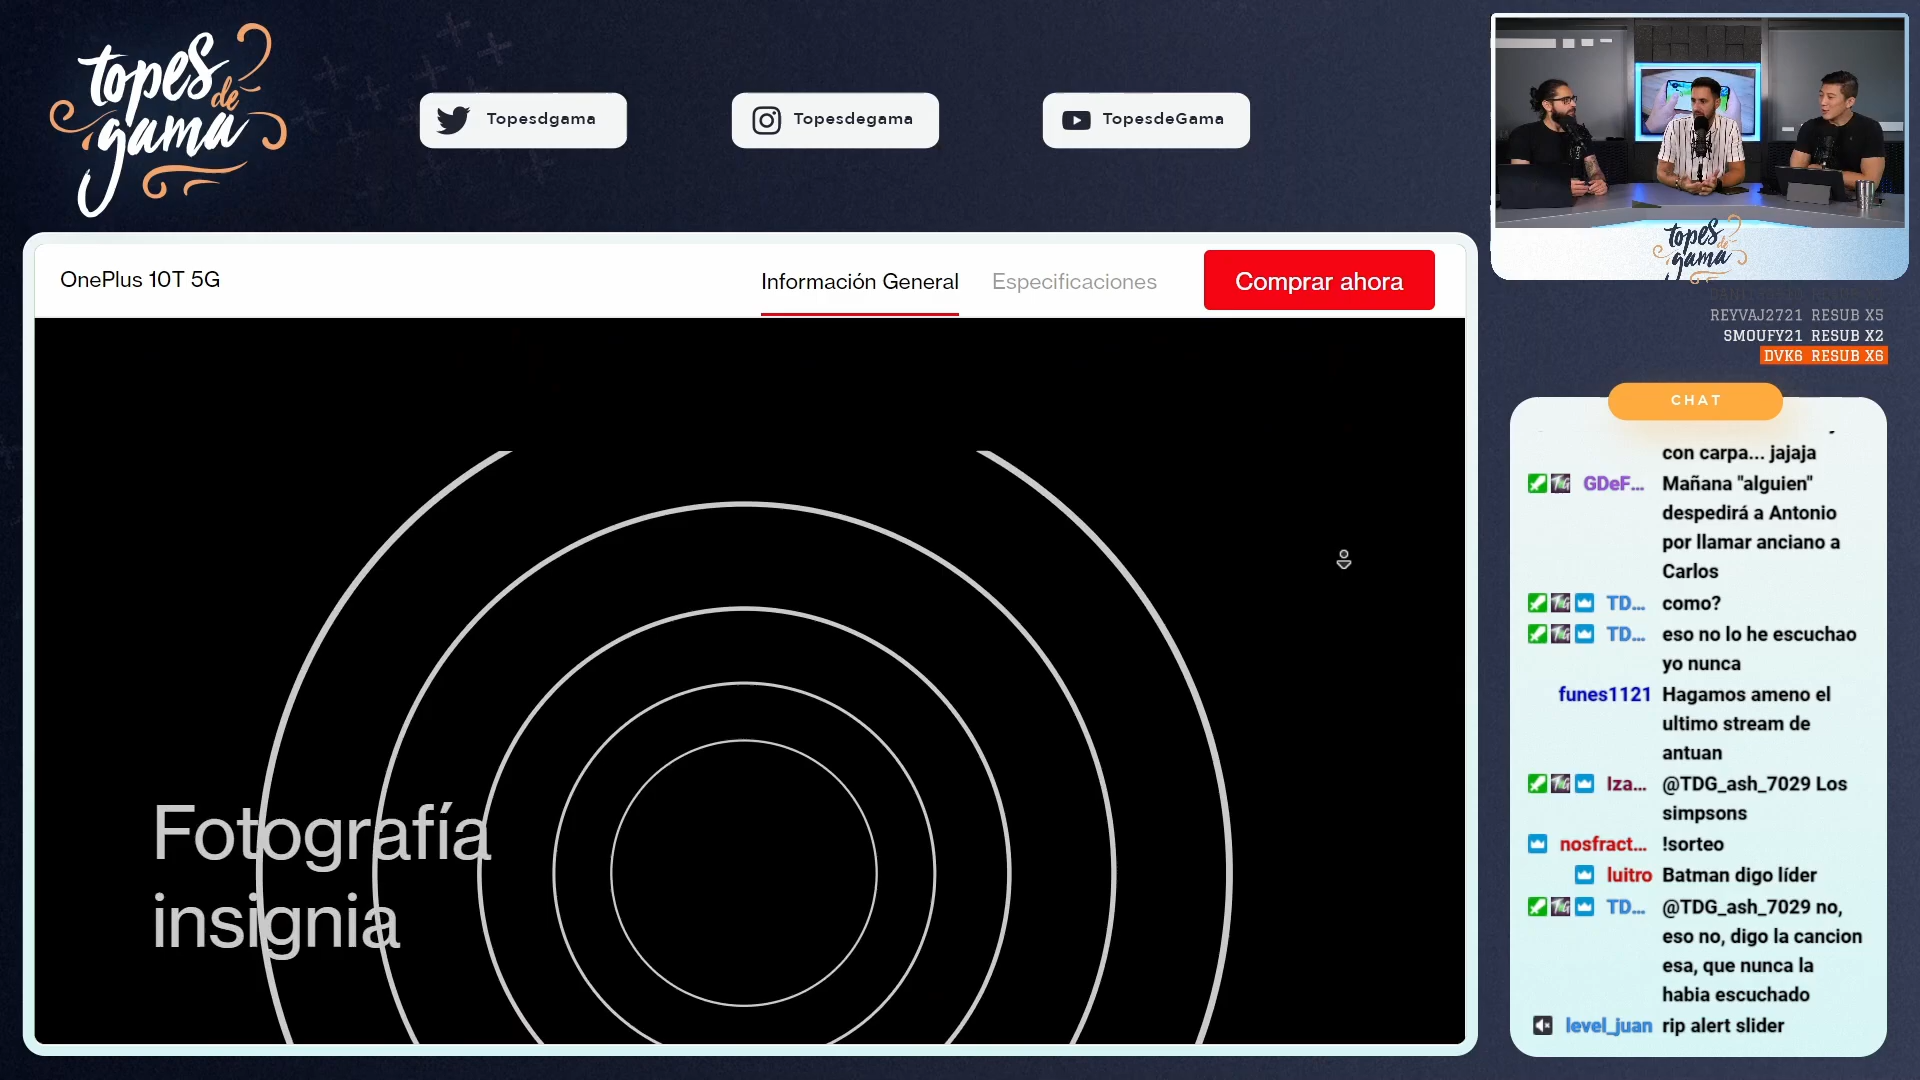 topes
de
gama
Topesdgama
Topesdegama
TopesdeGama
topes
de
gama
OnePlus 10T 5G
Información General
Especificaciones
Comprar ahora
Fotografía
insignia
REYVAJ2721 RESUB X5
SMOUFY21 RESUB X2
DVK6 RESUB X6
CHAT
con carpa... jajaja
GDeF... Mañana "alguien"
despedirá a Antonio
por llamar anciano a
Carlos
TD... como?
TD... eso no lo he escuchao
yo nunca
funes1121 Hagamos ameno el
ultimo stream de
antuan
Iza... @TDG_ash_7029 Los
simpsons
nosfract... !sorteo
luitro Batman digo líder
TD... @TDG_ash_7029 no,
eso no, digo la cancion
esa, que nunca la
habia escuchado
level_juan rip alert slider